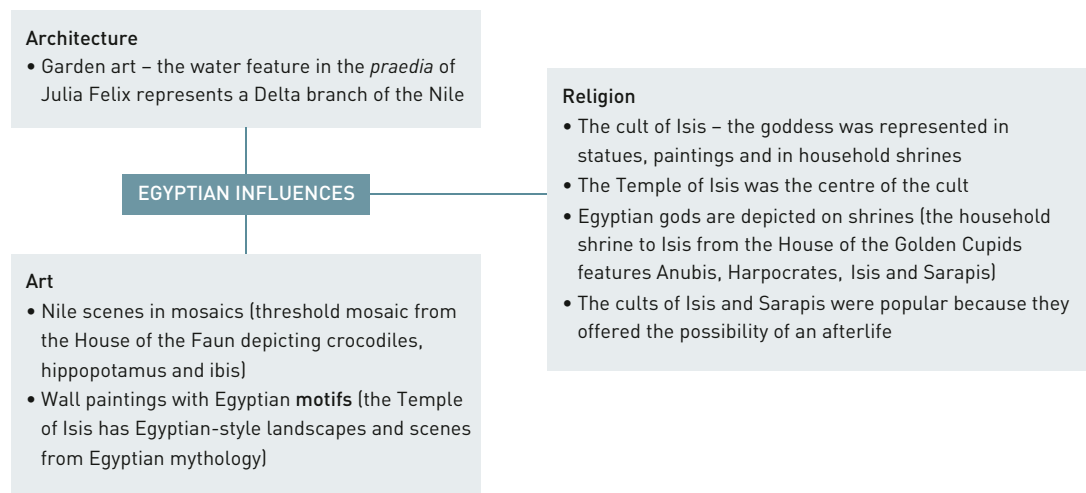 Architecture
• Garden art – the water feature in the praedia of
Julia Felix represents a Delta branch of the Nile
EGYPTIAN INFLUENCES
Art
• Nile scenes in mosaics (threshold mosaic from
the House of the Faun depicting crocodiles,
hippopotamus and ibis)
• Wall paintings with Egyptian motifs (the Temple
of Isis has Egyptian-style landscapes and scenes
from Egyptian mythology)
Religion
• The cult of Isis – the goddess was represented in
statues, paintings and in household shrines
• The Temple of Isis was the centre of the cult
• Egyptian gods are depicted on shrines (the household
shrine to Isis from the House of the Golden Cupids
features Anubis, Harpocrates, Isis and Sarapis)
• The cults of Isis and Sarapis were popular because they
offered the possibility of an afterlife